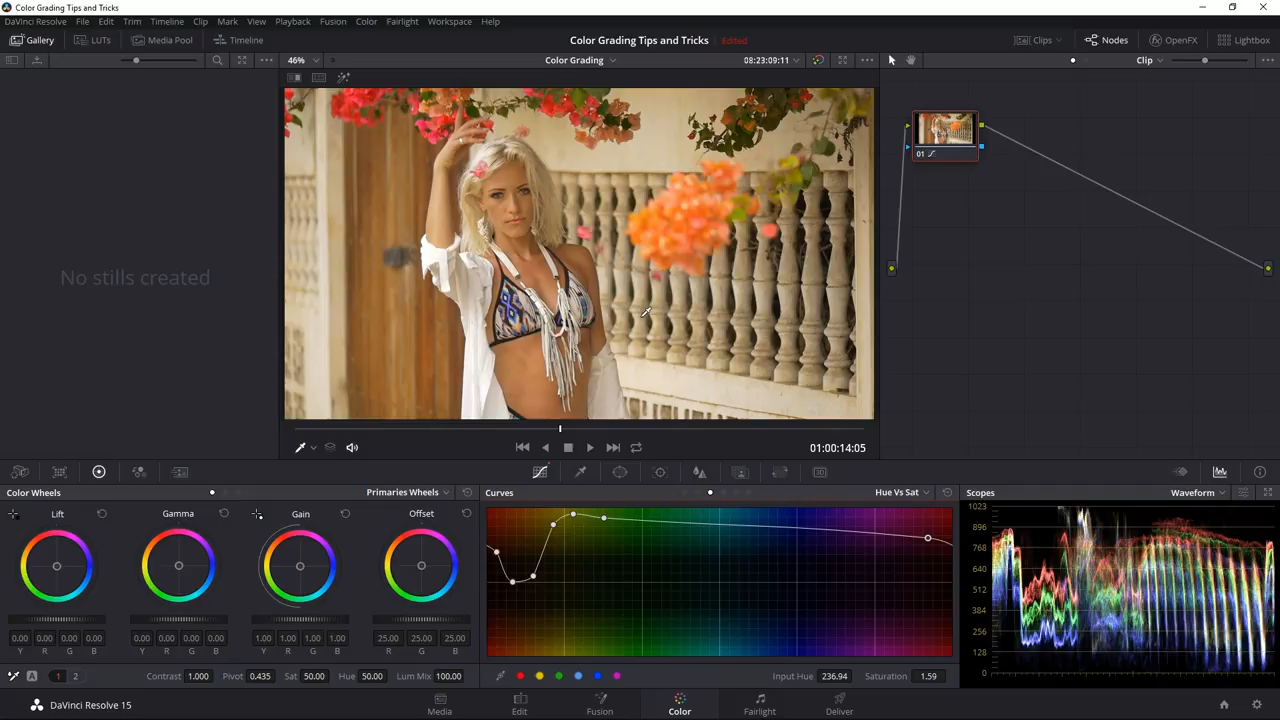 Color Grading Tips and Tricks
DaVinci Resolve File Edit Trim Timeline Clip Mark View Playback Fusion Color Fairlight Workspace Help
Gallery LUTs Media Pool Timeline Color Grading Tips and Tricks Edited Clips Nodes OpenFX Lightbox
46% Color Grading 08:23:09:11 Clip
01
No stills created
01:00:14:05
Color Wheels Primaries Wheels Curves Hue Vs Sat Scopes Waveform
Lift Gamma Gain Offset
1023
896
768
640
512
384
256
128
0
0.00 0.00 0.00 0.00 0.00 0.00 0.00 0.00 1.00 1.00 1.00 1.00 25.00 25.00 25.00
Y R G B Y R G B Y R G B R G B
A 1 2 Contrast 1.000 Pivot 0.435 Sat 50.00 Hue 50.00 Lum Mix 100.00 Input Hue 236.94 Saturation 1.59
DaVinci Resolve 15 Media Edit Fusion Color Fairlight Deliver